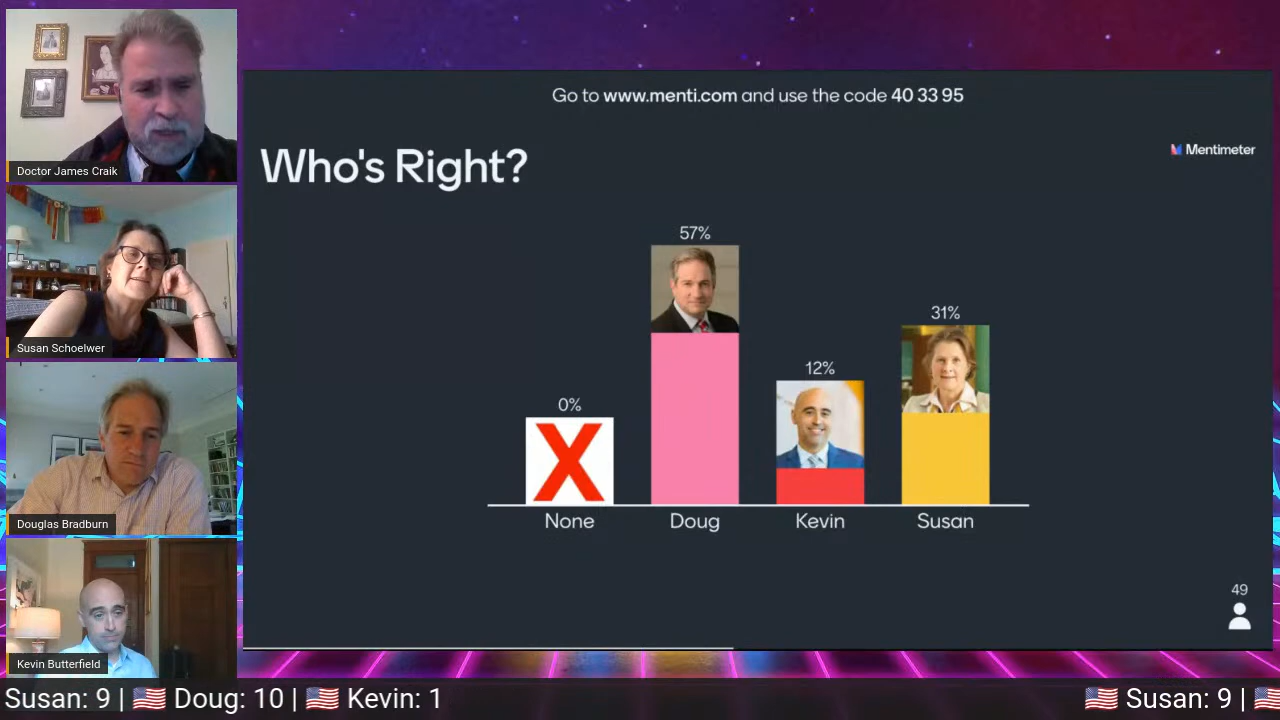 Doctor James Craik
Susan Schoelwer
Douglas Bradburn
Kevin Butterfield
Go to www.menti.com and use the code 40 33 95
Mentimeter
Who's Right?
57%
31%
12%
0%
X
None Doug Kevin Susan
49
Susan: 9 | 🇺🇸 Doug: 10 | 🇺🇸 Kevin: 1 🇺🇸 Susan: 9 | 🇺🇸